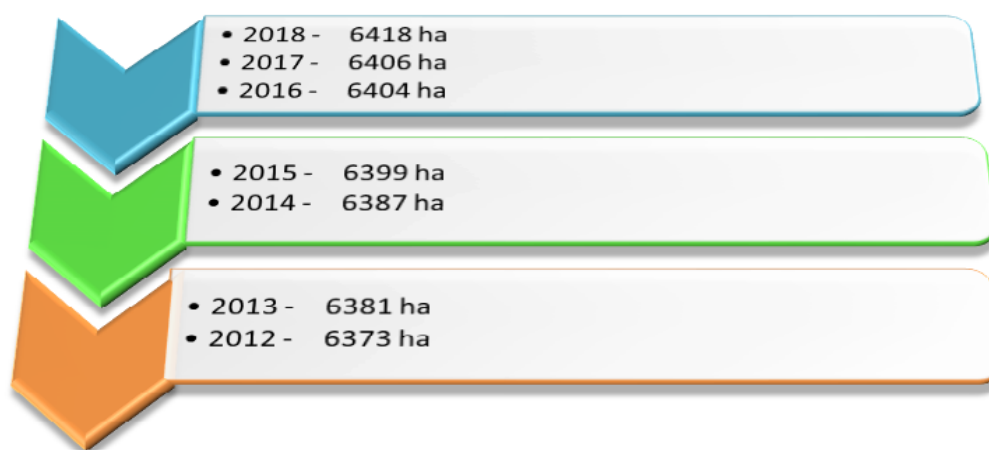 • 2018 - 6418 ha
• 2017 - 6406 ha
• 2016 - 6404 ha
• 2015 - 6399 ha
• 2014 - 6387 ha
• 2013 - 6381 ha
• 2012 - 6373 ha